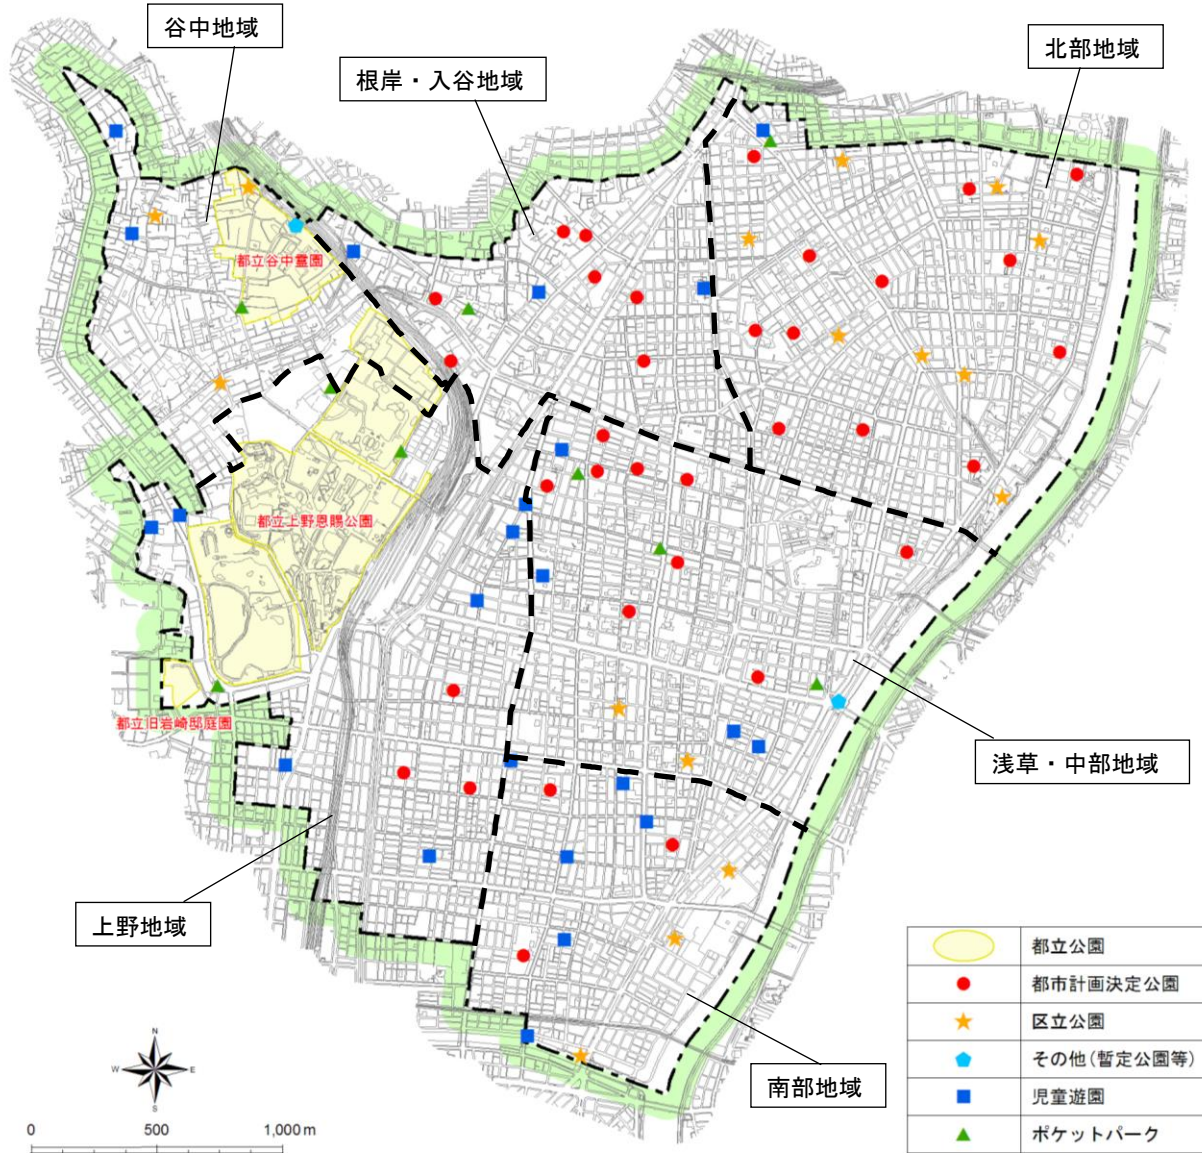 谷中地域
根岸・入谷地域
北部地域
都立谷中霊園
都立上野恩賜公園
都立旧岩崎邸庭園
浅草・中部地域
上野地域
南部地域
都立公園
都市計画決定公園
区立公園
その他(暫定公園等)
児童遊園
ポケットパーク
N
W E
S
0 500 1,000m